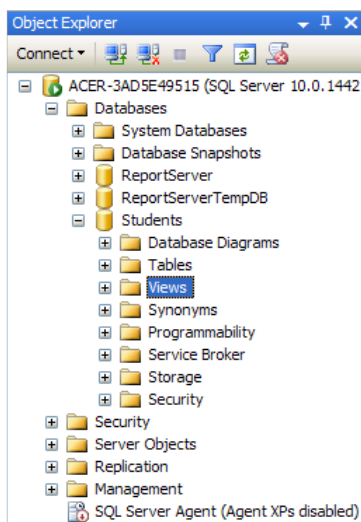 Object Explorer
Connect
ACER-3AD5E49515 (SQL Server 10.0.1442
Databases
System Databases
Database Snapshots
ReportServer
ReportServerTempDB
Students
Database Diagrams
Tables
Views
Synonyms
Programmability
Service Broker
Storage
Security
Security
Server Objects
Replication
Management
SQL Server Agent (Agent XPs disabled)